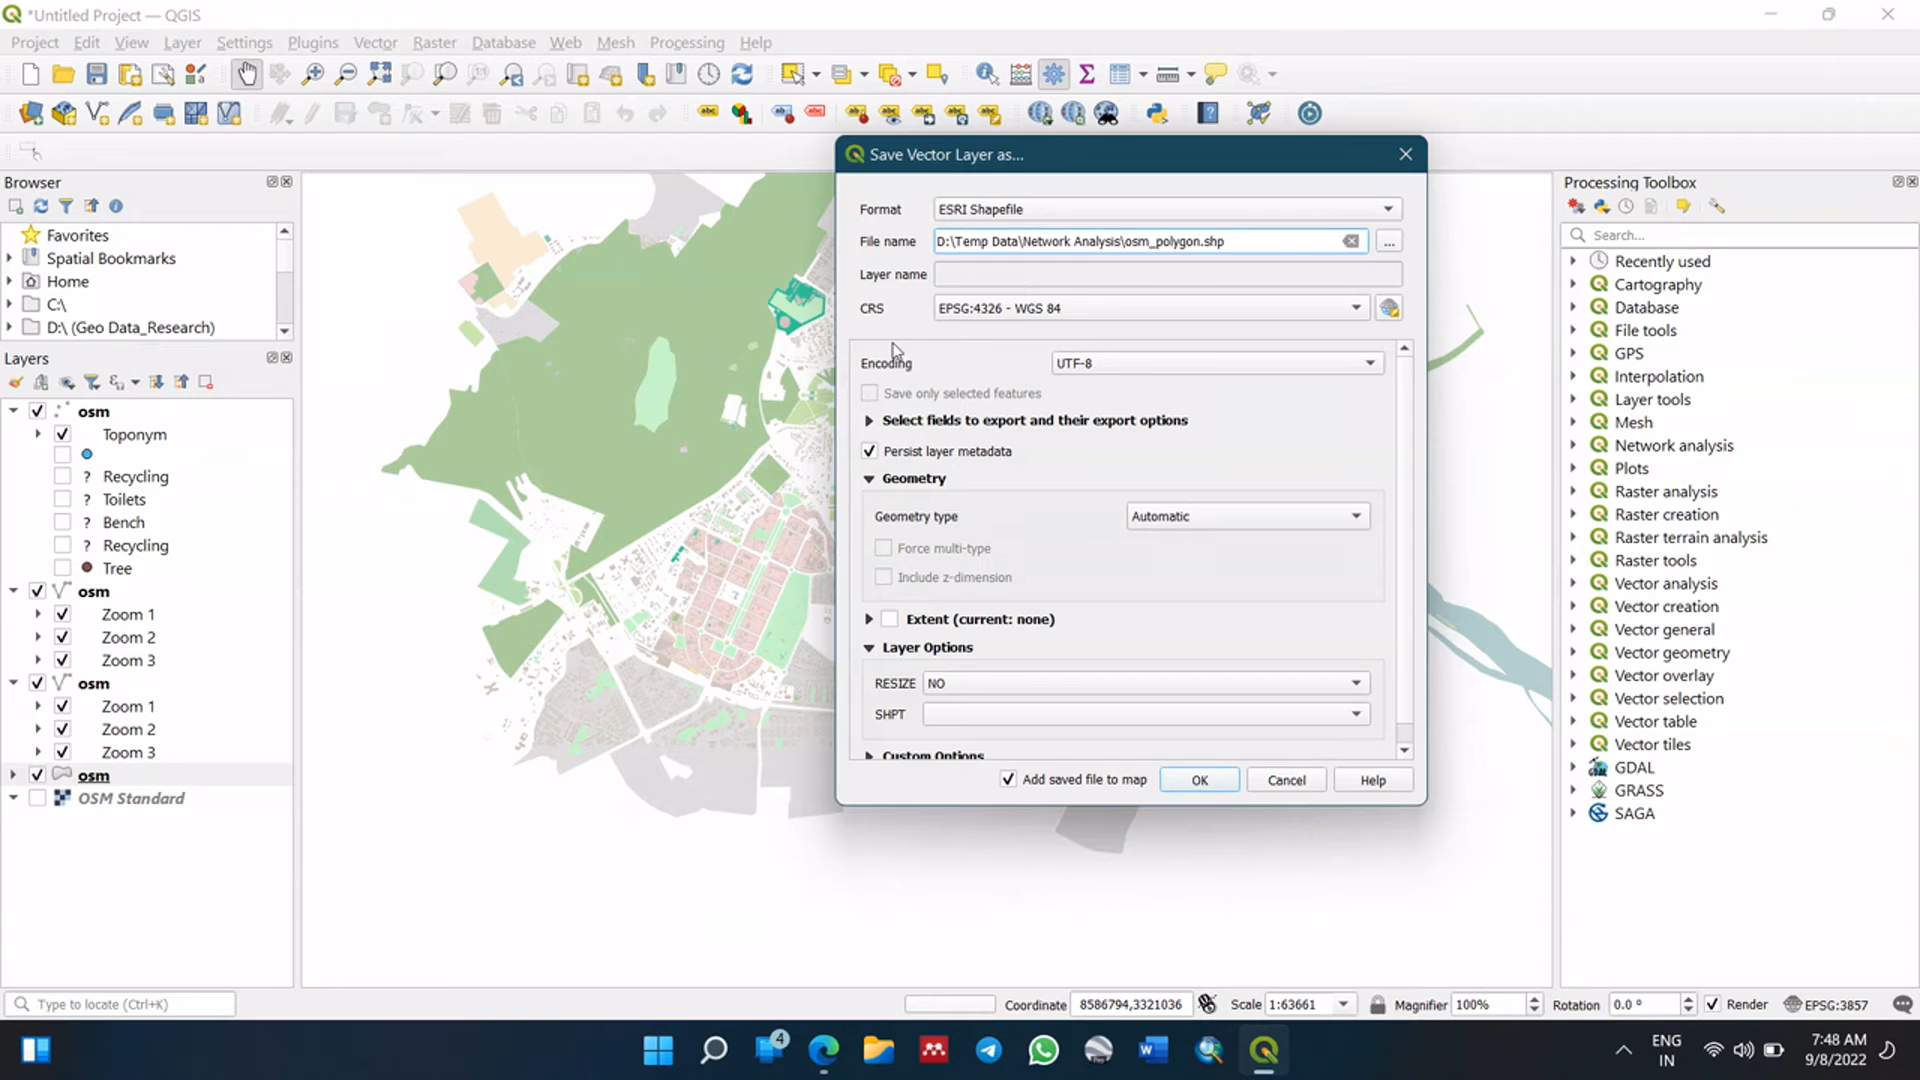 *Untitled Project — QGIS
Project Edit View Layer Settings Plugins Vector Raster Database Web Mesh Processing Help
Save Vector Layer as...
Format ESRI Shapefile
File name D:\Temp Data\Network Analysis\osm_polygon.shp ...
Layer name
CRS EPSG:4326 - WGS 84
Encoding UTF-8
Save only selected features
Select fields to export and their export options
Persist layer metadata
Geometry
Geometry type Automatic
Force multi-type
Include z-dimension
Extent (current: none)
Layer Options
RESIZE NO
SHPT
Custom Options
Add saved file to map OK Cancel Help
Browser
Favorites
Spatial Bookmarks
Home
C:\
D:\ (Geo Data_Research)
Layers
osm
Toponym
? Recycling
? Toilets
? Bench
? Recycling
Tree
osm
Zoom 1
Zoom 2
Zoom 3
osm
Zoom 1
Zoom 2
Zoom 3
osm
OSM Standard
Processing Toolbox
Search...
Recently used
Cartography
Database
File tools
GPS
Interpolation
Layer tools
Mesh
Network analysis
Plots
Raster analysis
Raster creation
Raster terrain analysis
Raster tools
Vector analysis
Vector creation
Vector general
Vector geometry
Vector overlay
Vector selection
Vector table
Vector tiles
GDAL
GRASS
SAGA
Type to locate (Ctrl+K) Coordinate 8586794,3321036 Scale 1:63661 Magnifier 100% Rotation 0.0 ° Render EPSG:3857
4
ENG
IN
7:48 AM
9/8/2022